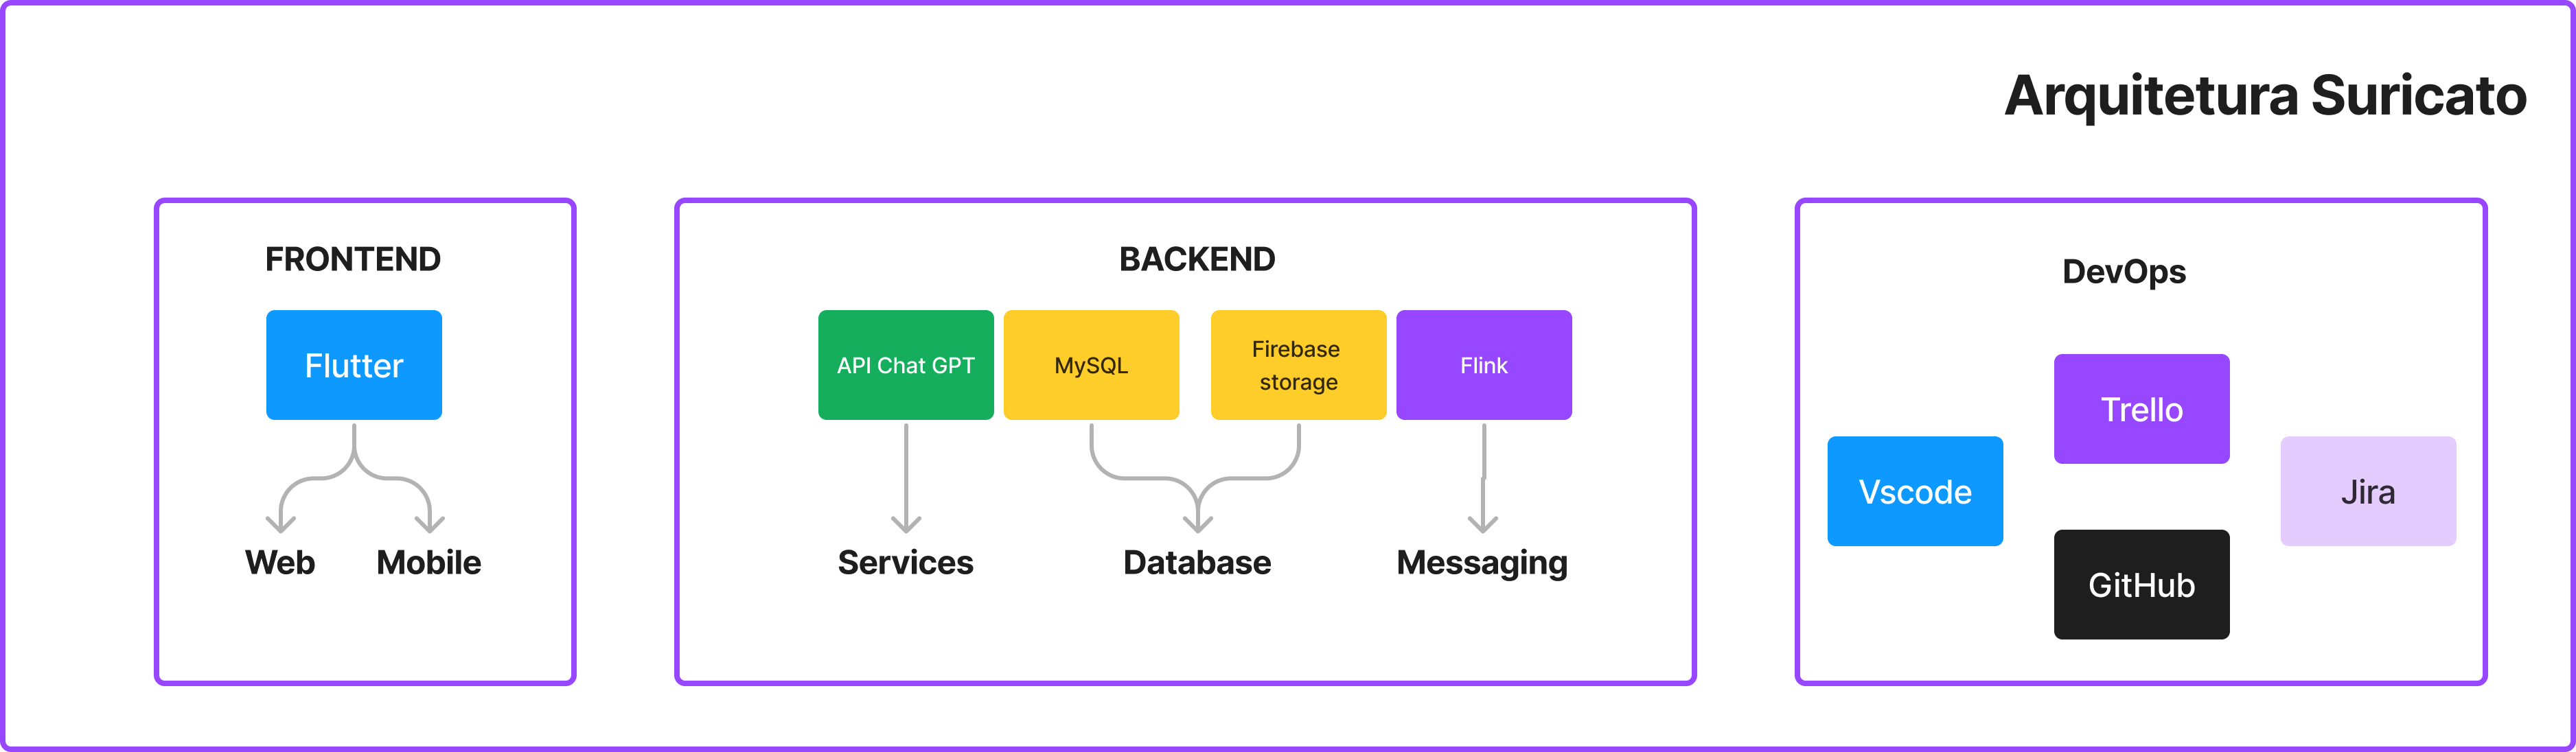 Arquitetura Suricato
FRONTEND
Flutter
Web
Mobile
BACKEND
API Chat GPT
MySQL
Firebase
storage
Flink
Services
Database
Messaging
DevOps
Trello
Vscode
Jira
GitHub